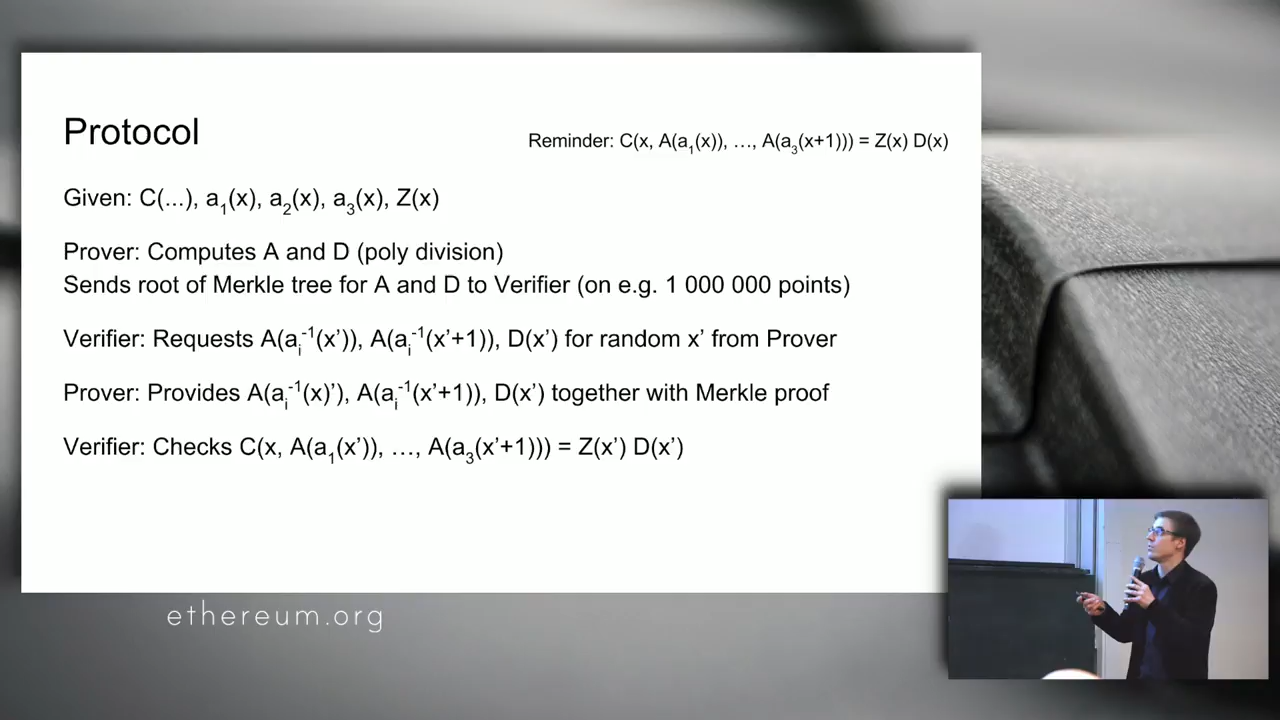 Protocol
Reminder: C(x, A(a₁(x)), …, A(a₃(x+1))) = Z(x) D(x)
Given: C(...), a₁(x), a₂(x), a₃(x), Z(x)
Prover: Computes A and D (poly division)
Sends root of Merkle tree for A and D to Verifier (on e.g. 1 000 000 points)
Verifier: Requests A(aᵢ⁻¹(x’)), A(aᵢ⁻¹(x’+1)), D(x’) for random x’ from Prover
Prover: Provides A(aᵢ⁻¹(x)’), A(aᵢ⁻¹(x’+1)), D(x’) together with Merkle proof
Verifier: Checks C(x, A(a₁(x’)), …, A(a₃(x’+1))) = Z(x’) D(x’)
ethereum.org